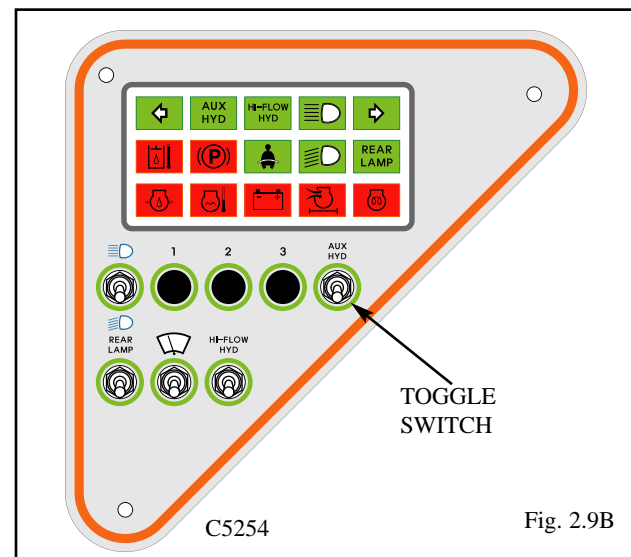 AUX
HYD
HI-FLOW
HYD
(P)
REAR
LAMP
1
2
3
AUX
HYD
REAR
LAMP
HI-FLOW
HYD
TOGGLE
SWITCH
C5254
Fig. 2.9B